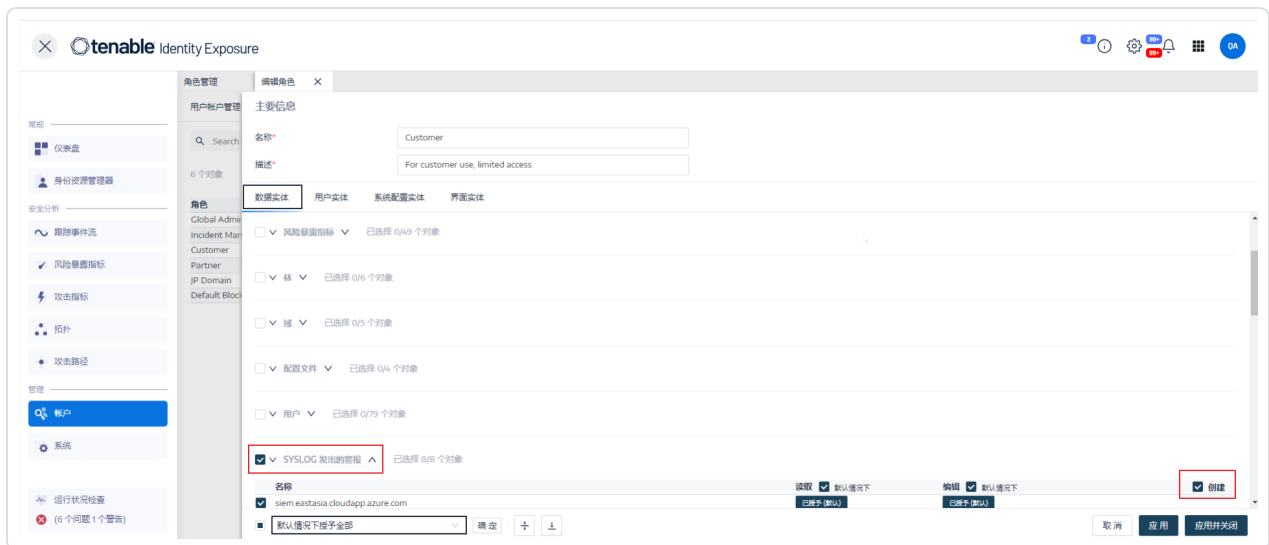 tenable Identity Exposure
3
99+
99+
QA
角色管理
编辑角色
用户帐户管理
主要信息
Search
名称*
Customer
描述*
For customer use, limited access
6 个对象
数据实体
用户实体
系统配置实体
界面实体
角色
Global Admin
Incident Man
Customer
Partner
JP Domain
Default Block
常规
仪表盘
身份资源管理器
安全分析
跟踪事件流
风险暴露指标
攻击指标
拓扑
攻击路径
管理
帐户
系统
运行状况检查
(6 个问题 1 个警告)
风险暴露指标
已选择 0/49 个对象
林
已选择 0/6 个对象
域
已选择 0/5 个对象
配置文件
已选择 0/4 个对象
用户
已选择 0/79 个对象
SYSLOG 发出的警报
已选择 8/8 个对象
名称
读取
默认情况下
编辑
默认情况下
创建
siem.eastasia.cloudapp.azure.com
已授予 (默认)
已授予 (默认)
默认情况下授予全部
确定
取消
应用
应用并关闭